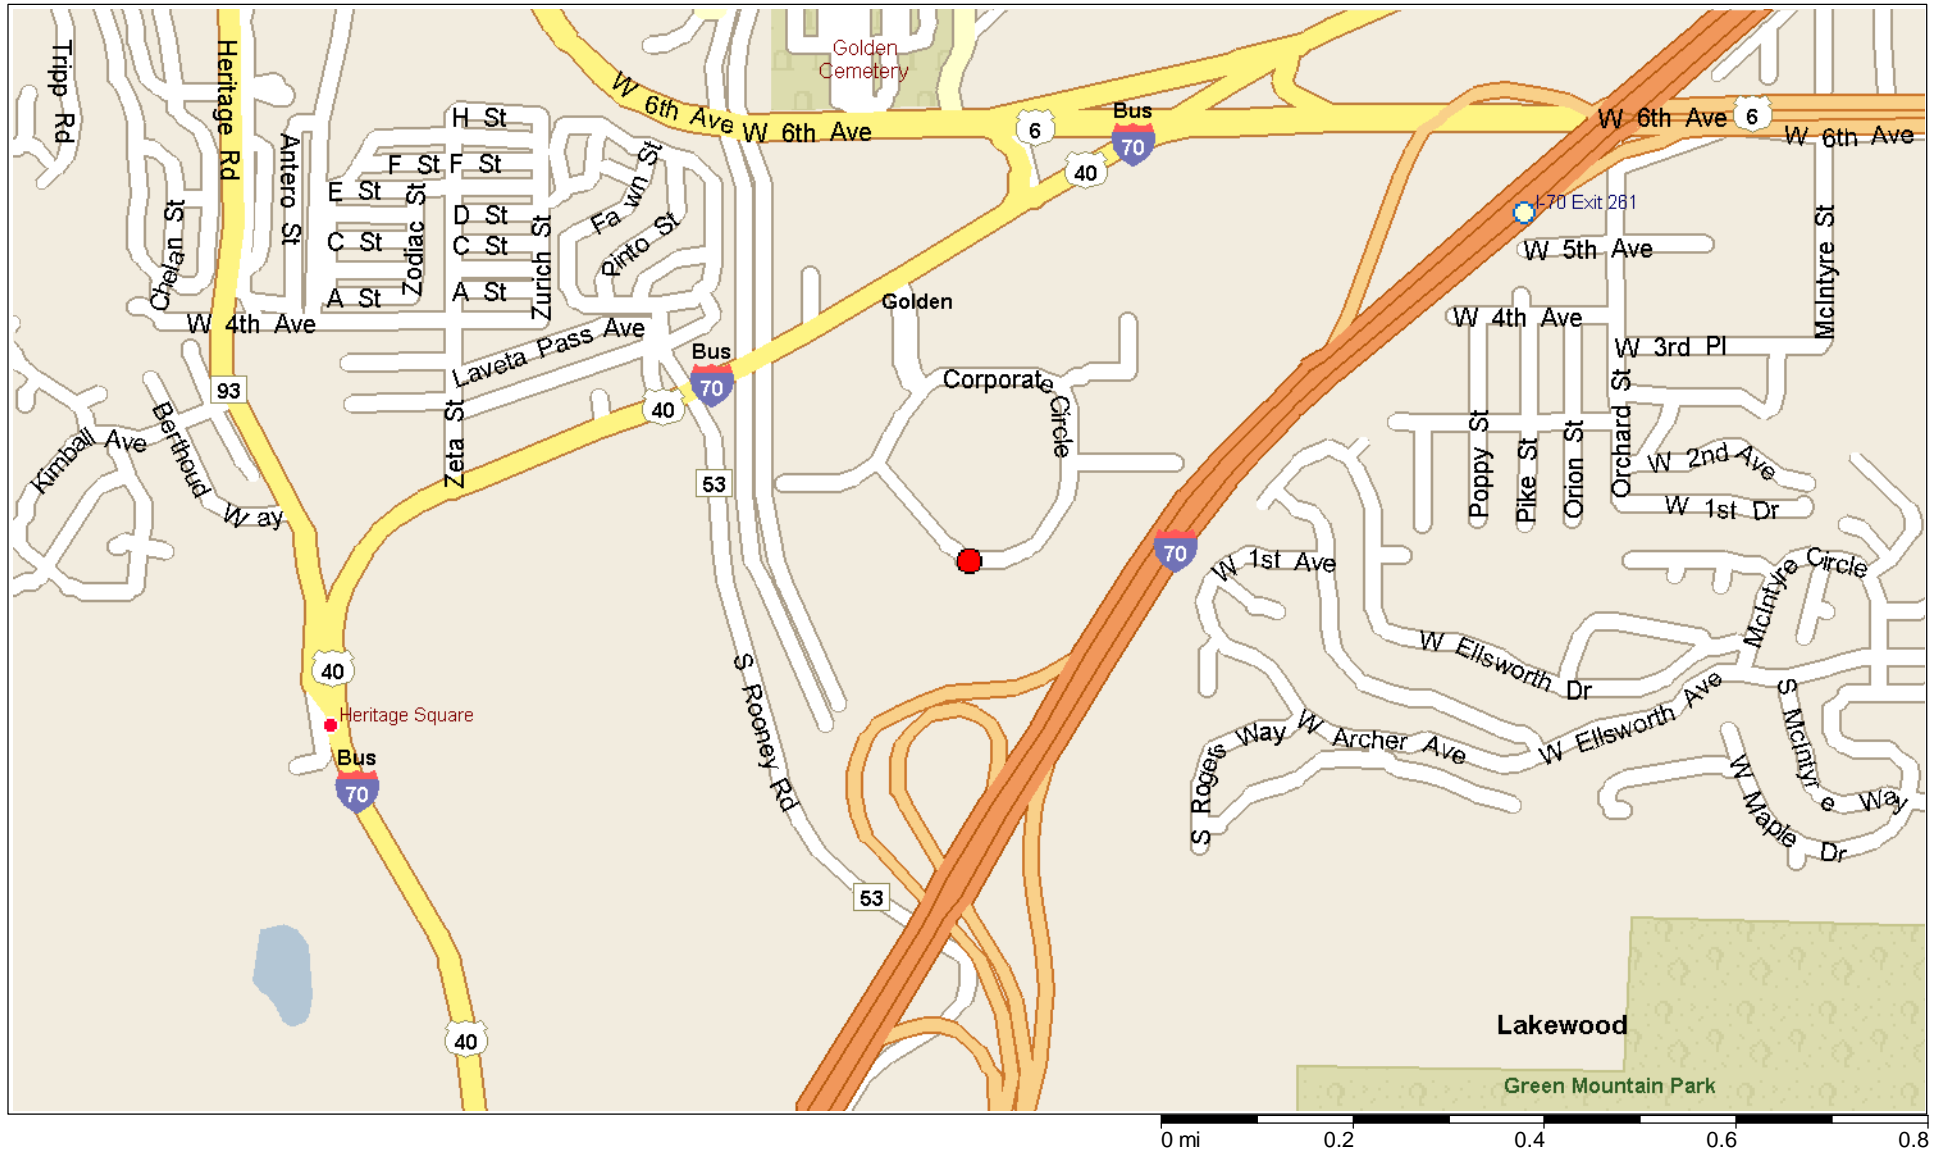 Tripp Rd
Heritage Rd
Golden
Cemetery
W 6th Ave
W 6th Ave
6
Bus
70
40
W 6th Ave
6
W 6th Ave
H St
F St
F St
E St
D St
C St
C St
A St
A St
Antero St
Chelan St
Zodiac St
Zurich St
Fawn St
Pinto St
I-70 Exit 261
W 5th Ave
McIntyre St
W 4th Ave
Laveta Pass Ave
Golden
W 4th Ave
W 3rd Pl
Bus
70
40
93
Corporate Circle
Kimball Ave
Berthoud Way
Zeta St
53
Poppy St
Pike St
Orion St
Orchard St
W 2nd Ave
W 1st Dr
70
W 1st Ave
McIntyre Circle
W Ellsworth Dr
40
Heritage Square
Bus
70
S Rooney Rd
S Rogers Way
W Archer Ave
W Ellsworth Ave
S McIntyre Way
W Maple Dr
53
40
Lakewood
Green Mountain Park
0 mi 0.2 0.4 0.6 0.8